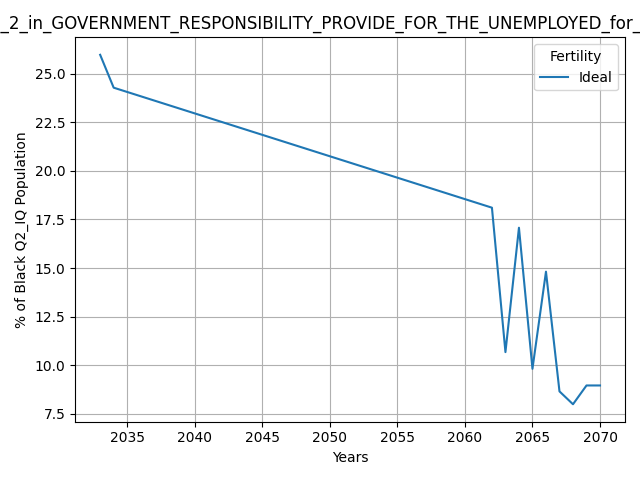 _2_in_GOVERNMENT_RESPONSIBILITY_PROVIDE_FOR_THE_UNEMPLOYED_for_
Fertility
Ideal
% of Black Q2_IQ Population
25.0
22.5
20.0
17.5
15.0
12.5
10.0
7.5
2035 2040 2045 2050 2055 2060 2065 2070
Years